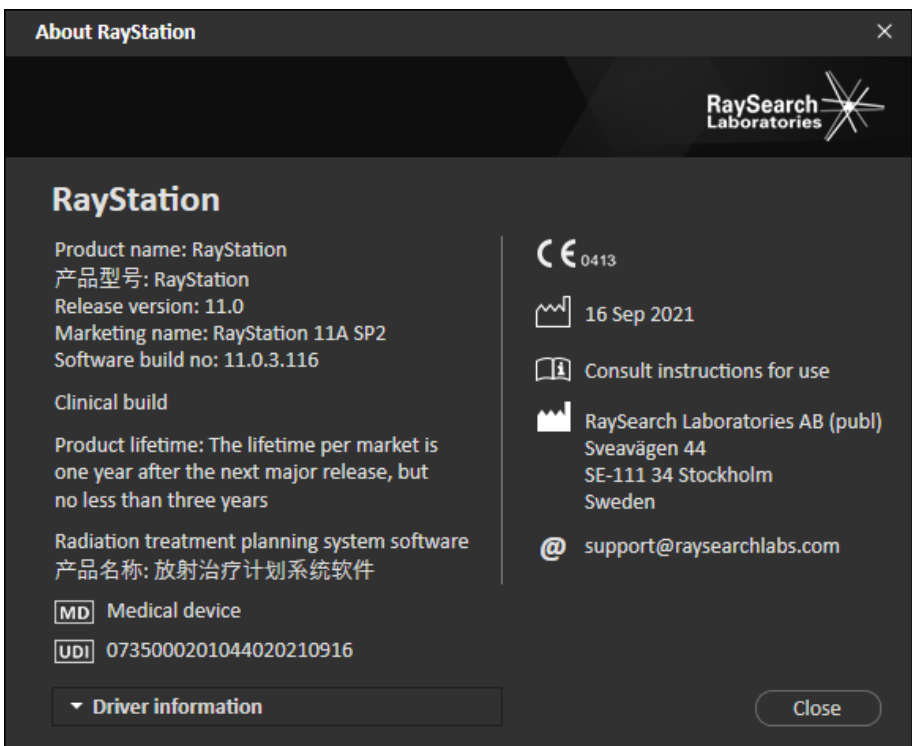 About RayStation
RaySearch
Laboratories
RayStation
Product name: RayStation
产品型号: RayStation
Release version: 11.0
Marketing name: RayStation 11A SP2
Software build no: 11.0.3.116
Clinical build
Product lifetime: The lifetime per market is
one year after the next major release, but
no less than three years
Radiation treatment planning system software
产品名称: 放射治疗计划系统软件
MD Medical device
UDI 0735000201044020210916
CE 0413
16 Sep 2021
Consult instructions for use
RaySearch Laboratories AB (publ)
Sveavägen 44
SE-111 34 Stockholm
Sweden
@ support@raysearchlabs.com
Driver information
Close